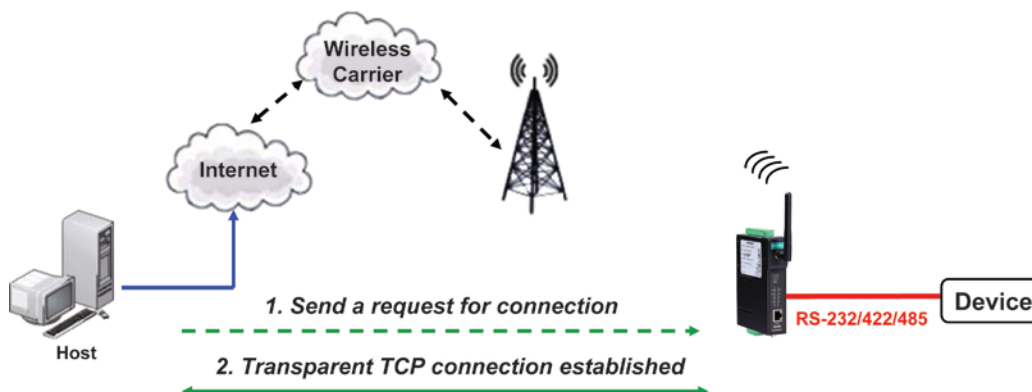 Wireless
Carrier
Internet
1. Send a request for connection
Host
RS-232/422/485
Device
2. Transparent TCP connection established